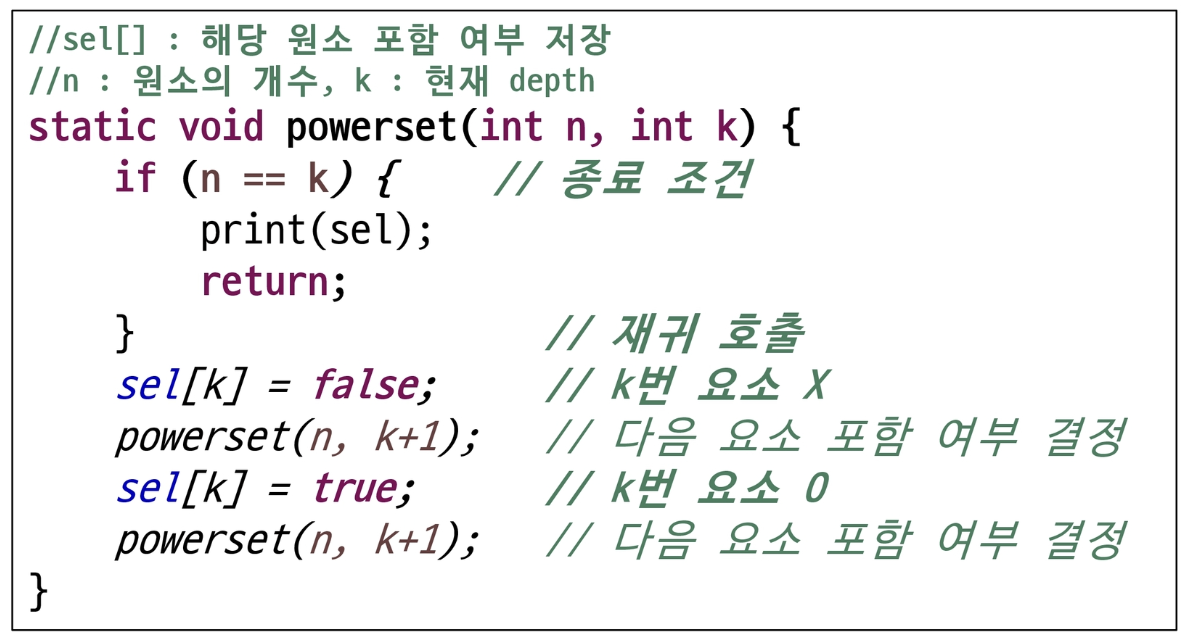 //sel[] : 해당 원소 포함 여부 저장
//n : 원소의 개수, k : 현재 depth
static void powerset(int n, int k) {
    if (n == k) {    // 종료 조건
        print(sel);
        return;
    }                // 재귀 호출
    sel[k] = false;    // k번 요소 X
    powerset(n, k+1);    // 다음 요소 포함 여부 결정
    sel[k] = true;    // k번 요소 O
    powerset(n, k+1);    // 다음 요소 포함 여부 결정
}